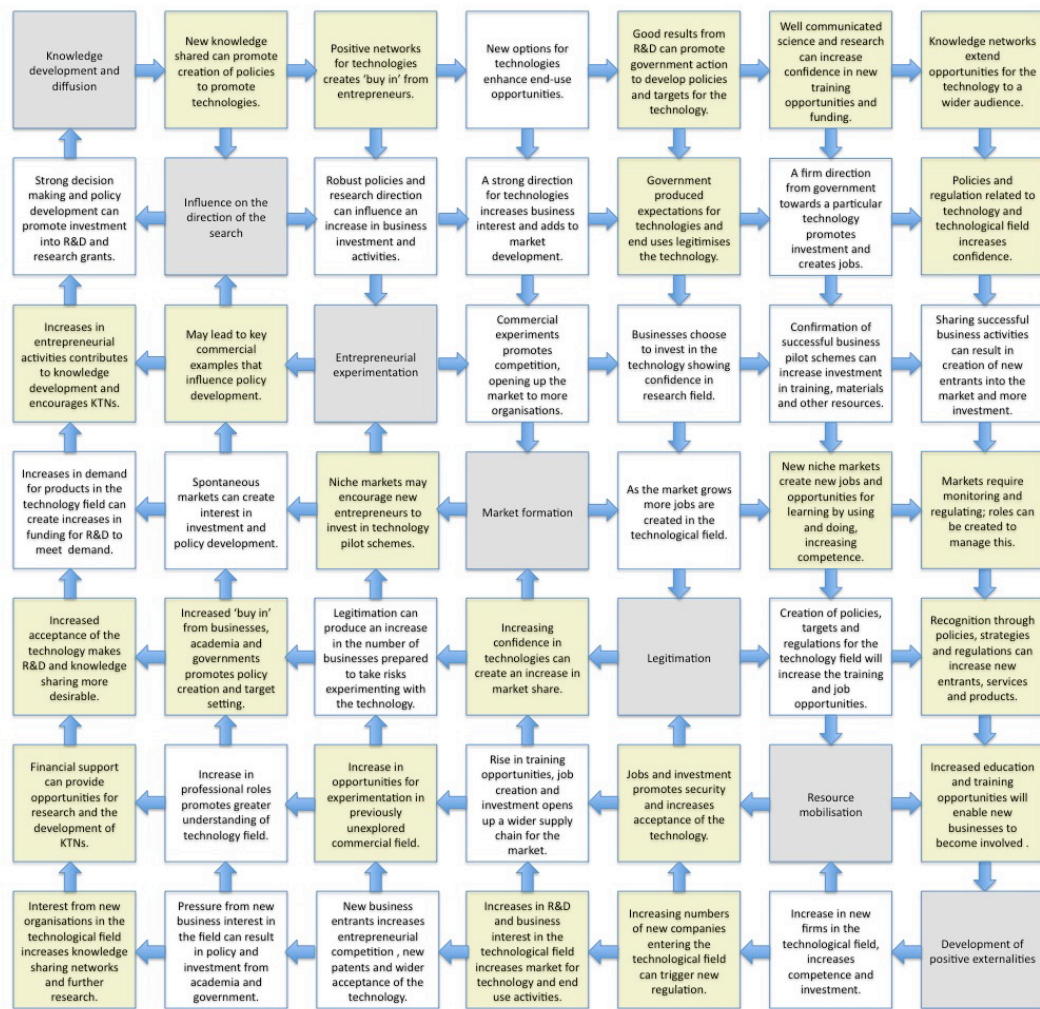 Knowledge
development and
diffusion
New knowledge
shared can promote
creation of policies
to promote
technologies.
Positive networks
for technologies
creates ‘buy in’ from
entrepreneurs.
New options for
technologies
enhance end-use
opportunities.
Good results from
R&D can promote
government action
to develop policies
and targets for the
technology.
Well communicated
science and research
can increase
confidence in new
training
opportunities and
funding.
Knowledge networks
extend
opportunities for the
technology to a
wider audience.
Strong decision
making and policy
development can
promote investment
into R&D and
research grants.
Influence on the
direction of the
search
Robust policies and
research direction
can influence an
increase in business
investment and
activities.
A strong direction
for technologies
increases business
interest and adds to
market
development.
Government
produced
expectations for
technologies and
end uses legitimises
the technology.
A firm direction
from government
towards a particular
technology
promotes
investment and
creates jobs.
Policies and
regulation related to
technology and
technological field
increases
confidence.
Increases in
entrepreneurial
activities contributes
to knowledge
development and
encourages KTNs.
May lead to key
commercial
examples that
influence policy
development.
Entrepreneurial
experimentation
Commercial
experiments
promotes
competition,
opening up the
market to more
organisations.
Businesses choose
to invest in the
technology showing
confidence in
research field.
Confirmation of
successful business
pilot schemes can
increase investment
in training, materials
and other resources.
Sharing successful
business activities
can result in
creation of new
entrants into the
market and more
investment.
Increases in demand
for products in the
technology field can
create increases in
funding for R&D to
meet demand.
Spontaneous
markets can create
interest in
investment and
policy development.
Niche markets may
encourage new
entrepreneurs to
invest in technology
pilot schemes.
Market formation
As the market grows
more jobs are
created in the
technological field.
New niche markets
create new jobs and
opportunities for
learning by using
and doing,
increasing
competence.
Markets require
monitoring and
regulating; roles can
be created to
manage this.
Increased
acceptance of the
technology makes
R&D and knowledge
sharing more
desirable.
Increased ‘buy in’
from businesses,
academia and
governments
promotes policy
creation and target
setting.
Legitimation can
produce an increase
in the number of
businesses prepared
to take risks
experimenting with
the technology.
Increasing
confidence in
technologies can
create an increase in
market share.
Legitimation
Creation of policies,
targets and
regulations for the
technology field will
increase the training
and job
opportunities.
Recognition through
policies, strategies
and regulations can
increase new
entrants, services
and products.
Financial support
can provide
opportunities for
research and the
development of
KTNs.
Increase in
professional roles
promotes greater
understanding of
technology field.
Increase in
opportunities for
experimentation in
previously
unexplored
commercial field.
Rise in training
opportunities, job
creation and
investment opens
up a wider supply
chain for the
market.
Jobs and investment
promotes security
and increases
acceptance of the
technology.
Resource
mobilisation
Increased education
and training
opportunities will
enable new
businesses to
become involved .
Interest from new
organisations in the
technological field
increases knowledge
sharing networks
and further
research.
Pressure from new
business interest in
the field can result
in policy and
investment from
academia and
government.
New business
entrants increases
entrepreneurial
competition , new
patents and wider
acceptance of the
technology.
Increases in R&D
and business
interest in the
technological field
increases market for
technology and end
use activities.
Increasing numbers
of new companies
entering the
technological field
can trigger new
regulation.
Increase in new
firms in the
technological field,
increases
competence and
investment.
Development of
positive externalities